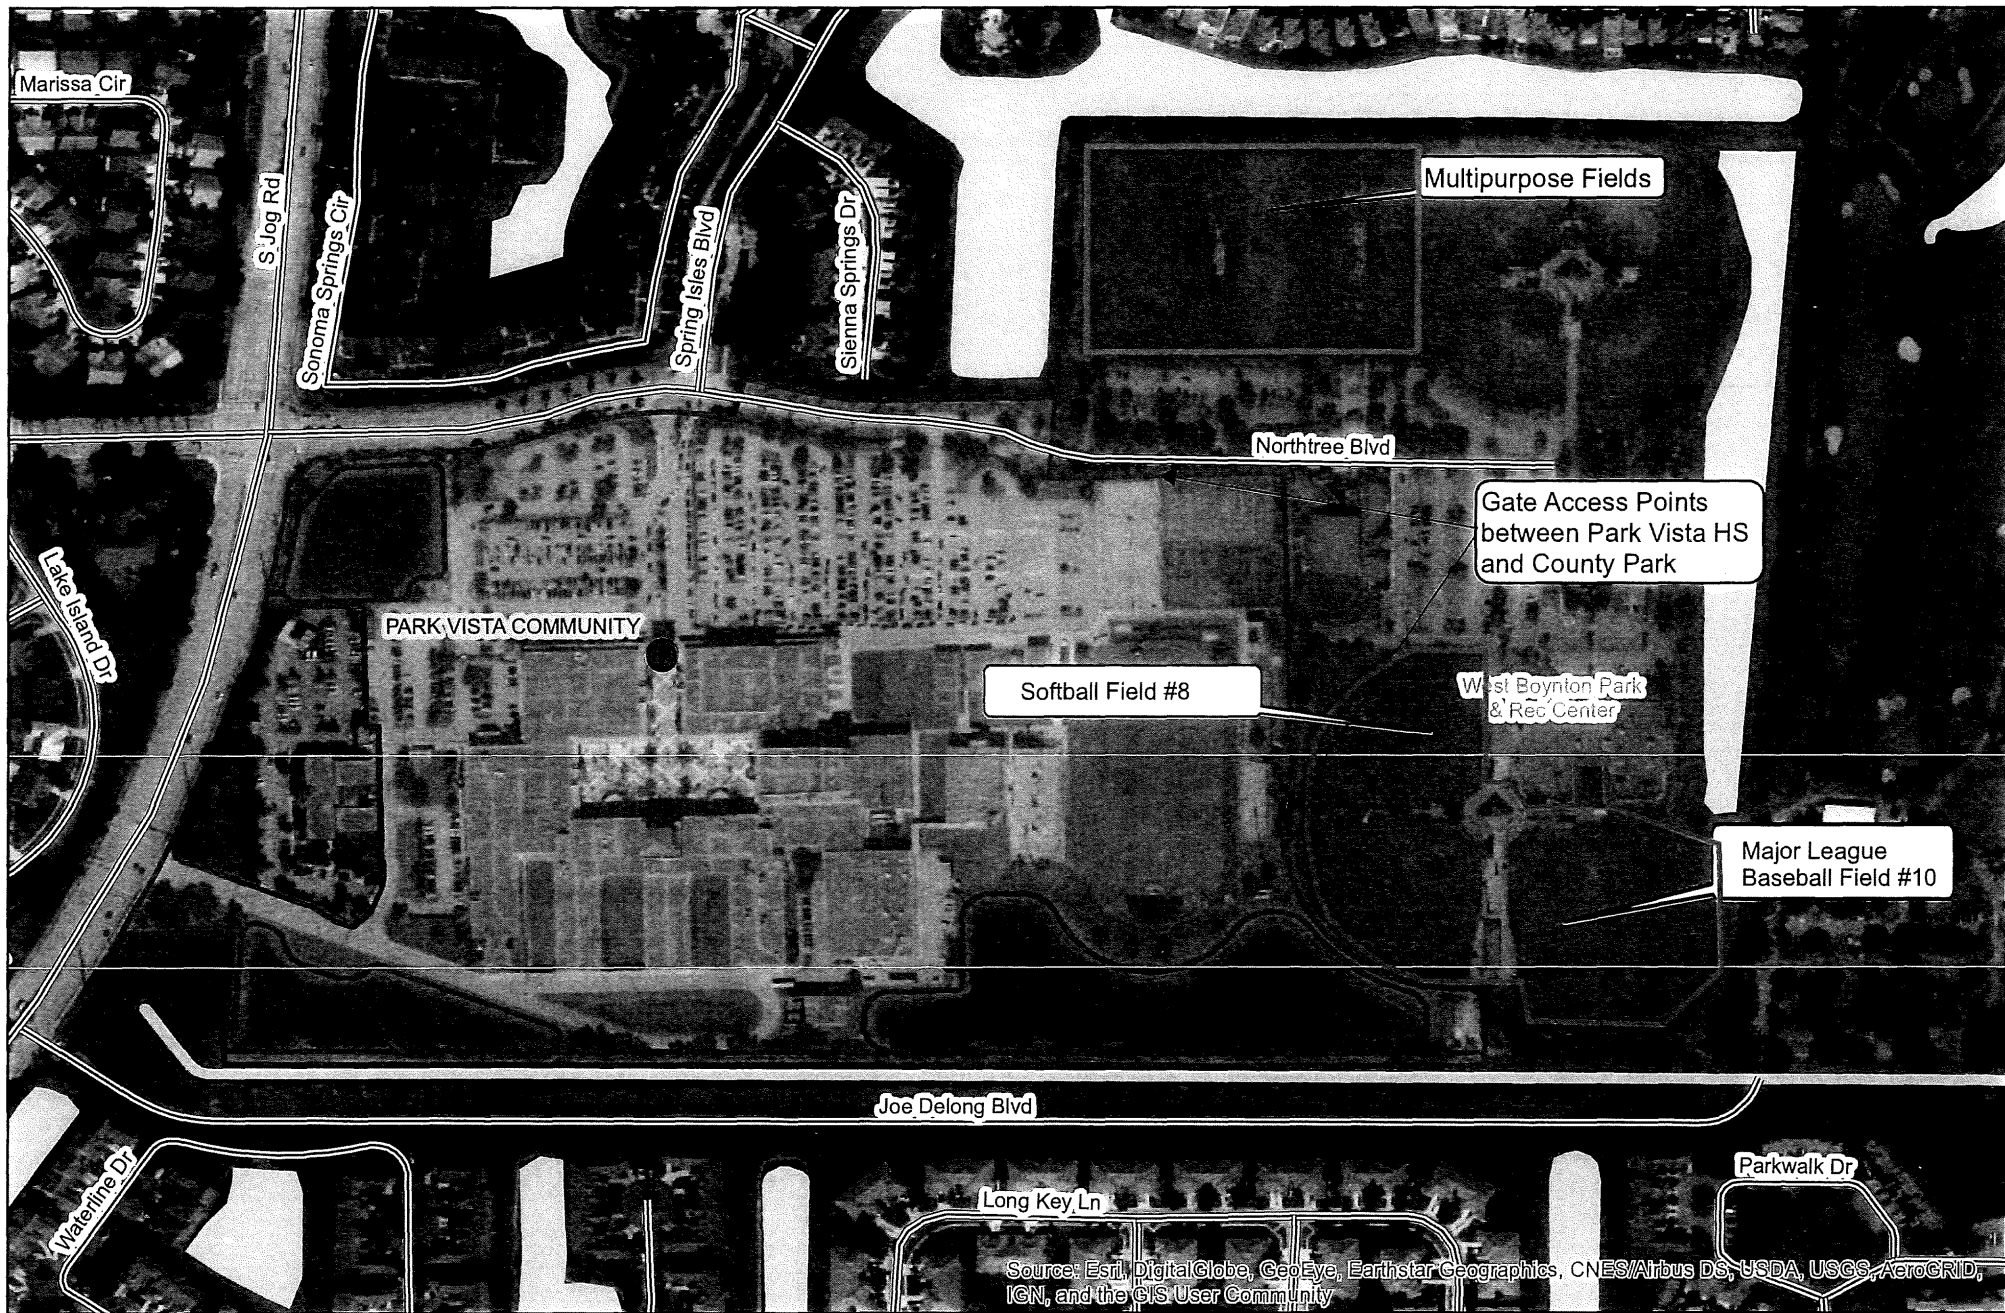 Marissa Cir
S Jog Rd
Sonoma Springs Cir
Spring Isles Blvd
Sienna Springs Dr
Multipurpose Fields
Northtree Blvd
Gate Access Points
between Park Vista HS
and County Park
Lake Island Dr
PARK VISTA COMMUNITY
Softball Field #8
West Boynton Park
& Rec Center
Major League
Baseball Field #10
Joe Delong Blvd
Waterline Dr
Long Key Ln
Parkwalk Dr
Source: Esri, DigitalGlobe, GeoEye, Earthstar Geographics, CNES/Airbus DS, USDA, USGS, AeroGRID,
IGN, and the GIS User Community